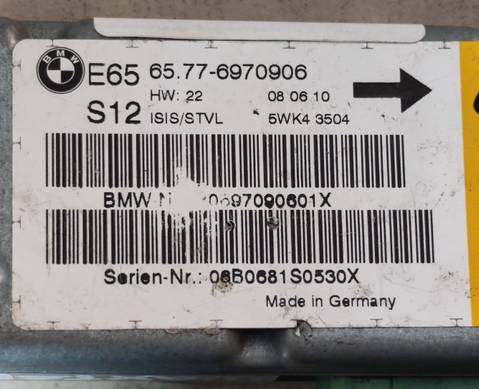 BMW
E65 65.77-6970906
S12 HW: 22 08 06 10
ISIS/STVL 5WK4 3504
BMW 0697090601X
Serien-Nr.: 06B0681S0530X
Made in Germany